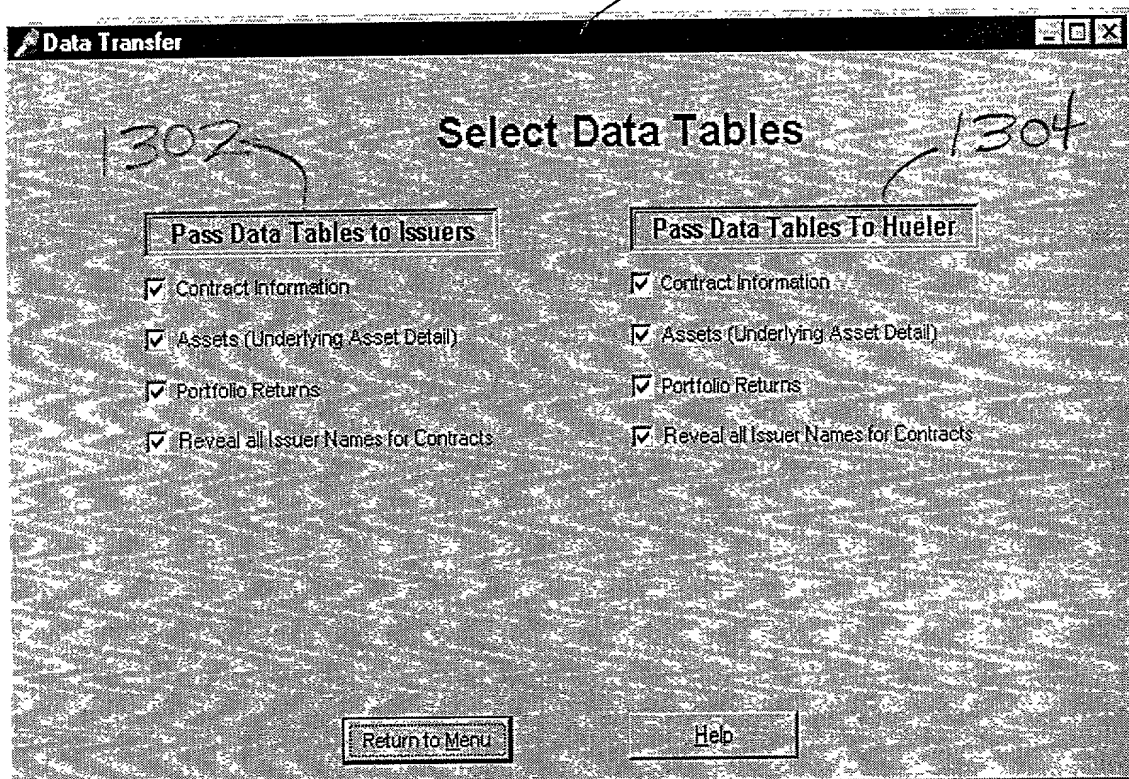 Data Transfer
1302
Select Data Tables
1304
Pass Data Tables to Issuers
Pass Data Tables To Hueler
Contract Information
Contract Information
Assets (Underlying Asset Detail)
Assets (Underlying Asset Detail)
Portfolio Returns
Portfolio Returns
Reveal all Issuer Names for Contracts
Reveal all Issuer Names for Contracts
Return to Menu
Help